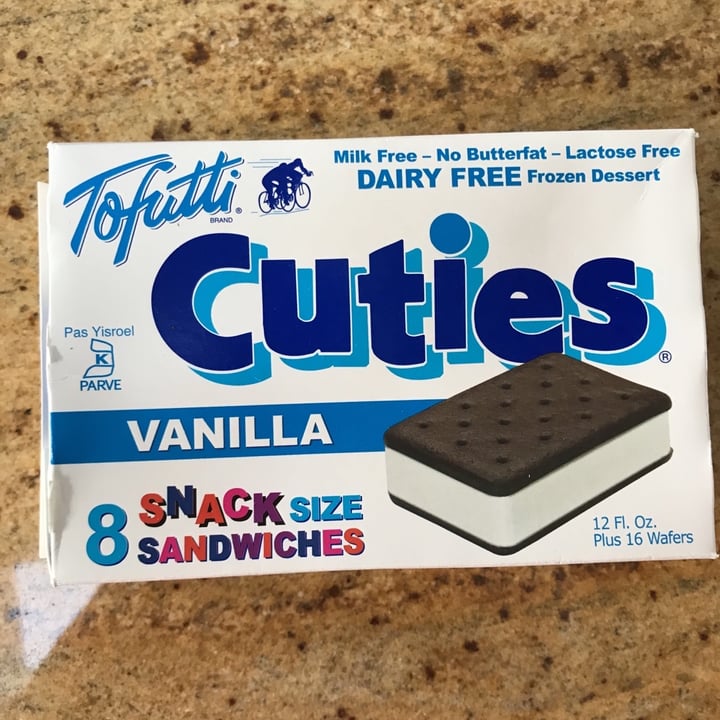 Tofutti®
BRAND
Milk Free – No Butterfat – Lactose Free
DAIRY FREE Frozen Dessert
Cuties®
Pas Yisroel
K
PARVE
VANILLA
8 SNACK SIZE
SANDWICHES
12 Fl. Oz.
Plus 16 Wafers